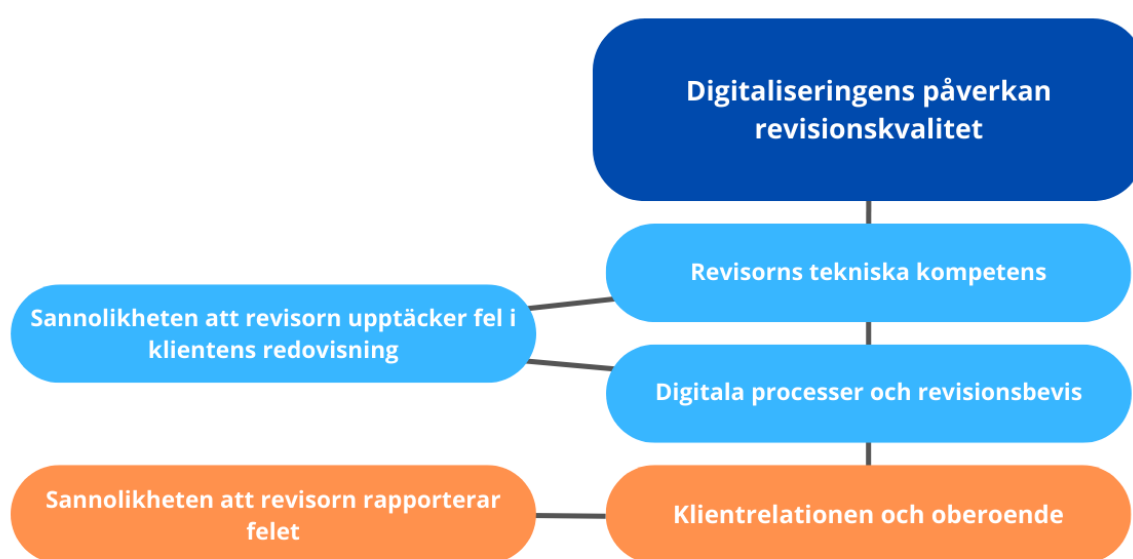 Digitaliseringens påverkan
revisionskvalitet
Revisorns tekniska kompetens
Sannolikheten att revisorn upptäcker fel i
klientens redovisning
Digitala processer och revisionsbevis
Sannolikheten att revisorn rapporterar
felet
Klientrelationen och oberoende